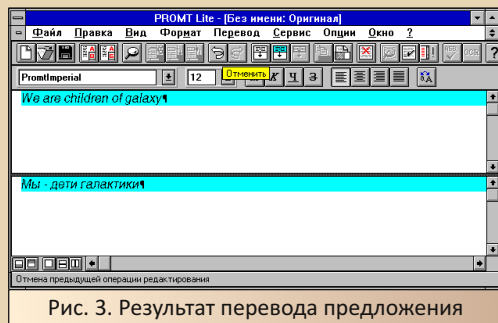 PROMT Lite - [Без имени: Оригинал]
Файл Правка Вид Формат Перевод Сервис Опции Окно ?
PromtImperial 12 Отменить К Ч З
We are children of galaxy¶
Мы - дети галактики¶
Отмена предыдущей операции редактирования
Рис. 3. Результат перевода предложения